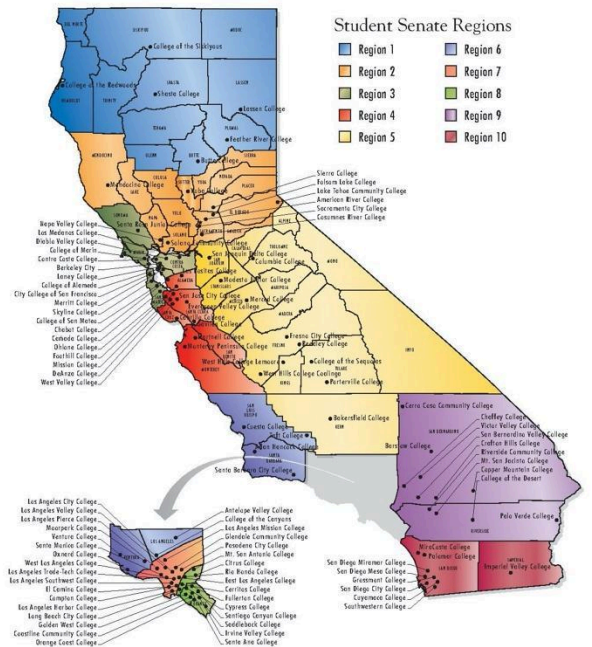 Student Senate Regions
Region 1
Region 2
Region 3
Region 4
Region 5
Region 6
Region 7
Region 8
Region 9
Region 10
College of the Siskiyous
College of the Redwoods
Shasta College
Lassen College
Feather River College
Butte College
Mendocino College
Yuba College
Santa Rosa Junior College
Solano Community College
Sierra College
Folsom Lake College
Lake Tahoe Community College
American River College
Sacramento City College
Cosumnes River College
Napa Valley College
Los Medanos College
Diablo Valley College
College of Marin
Contra Costa College
Berkeley City
Laney College
College of Alameda
City College of San Francisco
Merritt College
Skyline College
College of San Mateo
Chabot College
Canada College
Ohlone College
Foothill College
Mission College
DeAnza College
West Valley College
San Joaquin Delta College
Columbia College
Modesto Junior College
Merced College
San Jose City College
Evergreen Valley College
Hartnell College
Monterey Peninsula College
Fresno City College
Reedley College
West Hills College Lemoore
College of the Sequoias
West Hills College Coalinga
Porterville College
Bakersfield College
KERN
INYO
Cuesta College
Taft College
Allan Hancock College
Santa Barbara City College
Cerro Coso Community College
Barstow College
SAN BERNARDINO
Chaffey College
Victor Valley College
San Bernardino Valley College
Crafton Hills College
Riverside Community College
Mt. San Jacinto College
Copper Mountain College
College of the Desert
Palo Verde College
RIVERSIDE
MiraCosta College
Palomar College
SAN DIEGO
IMPERIAL
Imperial Valley College
San Diego Miramar College
San Diego Mesa College
Grossmont College
San Diego City College
Cuyamaca College
Southwestern College
Los Angeles City College
Los Angeles Valley College
Los Angeles Pierce College
Moorpark College
Ventura College
Santa Monica College
Oxnard College
West Los Angeles College
Los Angeles Trade-Tech College
Los Angeles Southwest College
El Camino College
Compton College
Los Angeles Harbor College
Long Beach City College
Golden West College
Coastline Community College
Orange Coast College
LOS ANGELES
VENTURA
Antelope Valley College
College of the Canyons
Los Angeles Mission College
Glendale Community College
Pasadena City College
Mt. San Antonio College
Citrus College
Rio Hondo College
East Los Angeles College
Cerritos College
Fullerton College
Cypress College
Santiago Canyon College
Saddleback College
Irvine Valley College
Santa Ana College